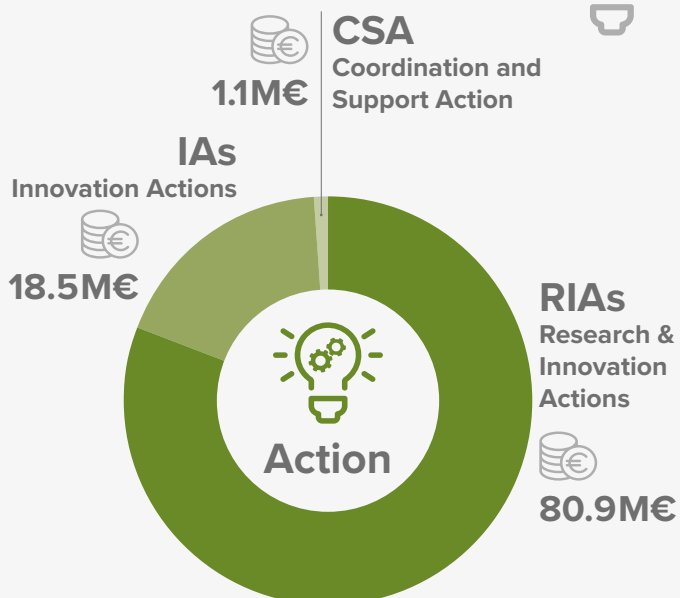 CSA
Coordination and
Support Action
1.1M€
IAs
Innovation Actions
18.5M€
RIAs
Research &
Innovation
Actions
80.9M€
Action